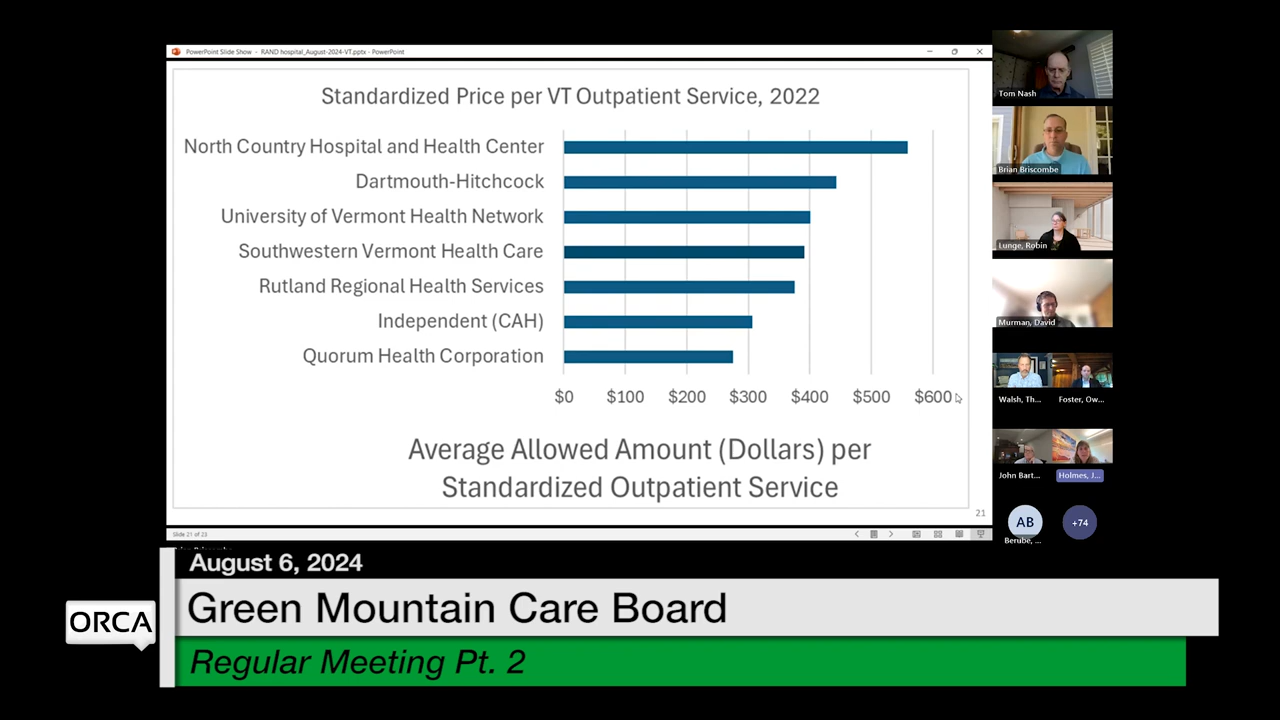 PowerPoint Slide Show - RAND hospital_August-2024-VT.pptx - PowerPoint
Standardized Price per VT Outpatient Service, 2022
North Country Hospital and Health Center
Dartmouth-Hitchcock
University of Vermont Health Network
Southwestern Vermont Health Care
Rutland Regional Health Services
Independent (CAH)
Quorum Health Corporation
$0 $100 $200 $300 $400 $500 $600
Average Allowed Amount (Dollars) per
Standardized Outpatient Service
21
Slide 21 of 23
Tom Nash
Brian Briscombe
Lunge, Robin
Murman, David
Walsh, Th... Foster, Ow...
John Bart... Holmes, J...
AB +74
Berube, ...
August 6, 2024
ORCA
Green Mountain Care Board
Regular Meeting Pt. 2